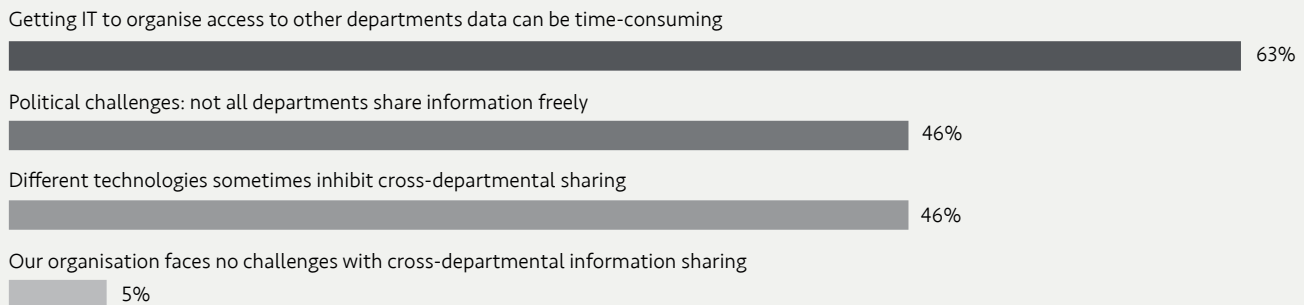 Getting IT to organise access to other departments data can be time-consuming
63%
Political challenges: not all departments share information freely
46%
Different technologies sometimes inhibit cross-departmental sharing
46%
Our organisation faces no challenges with cross-departmental information sharing
5%